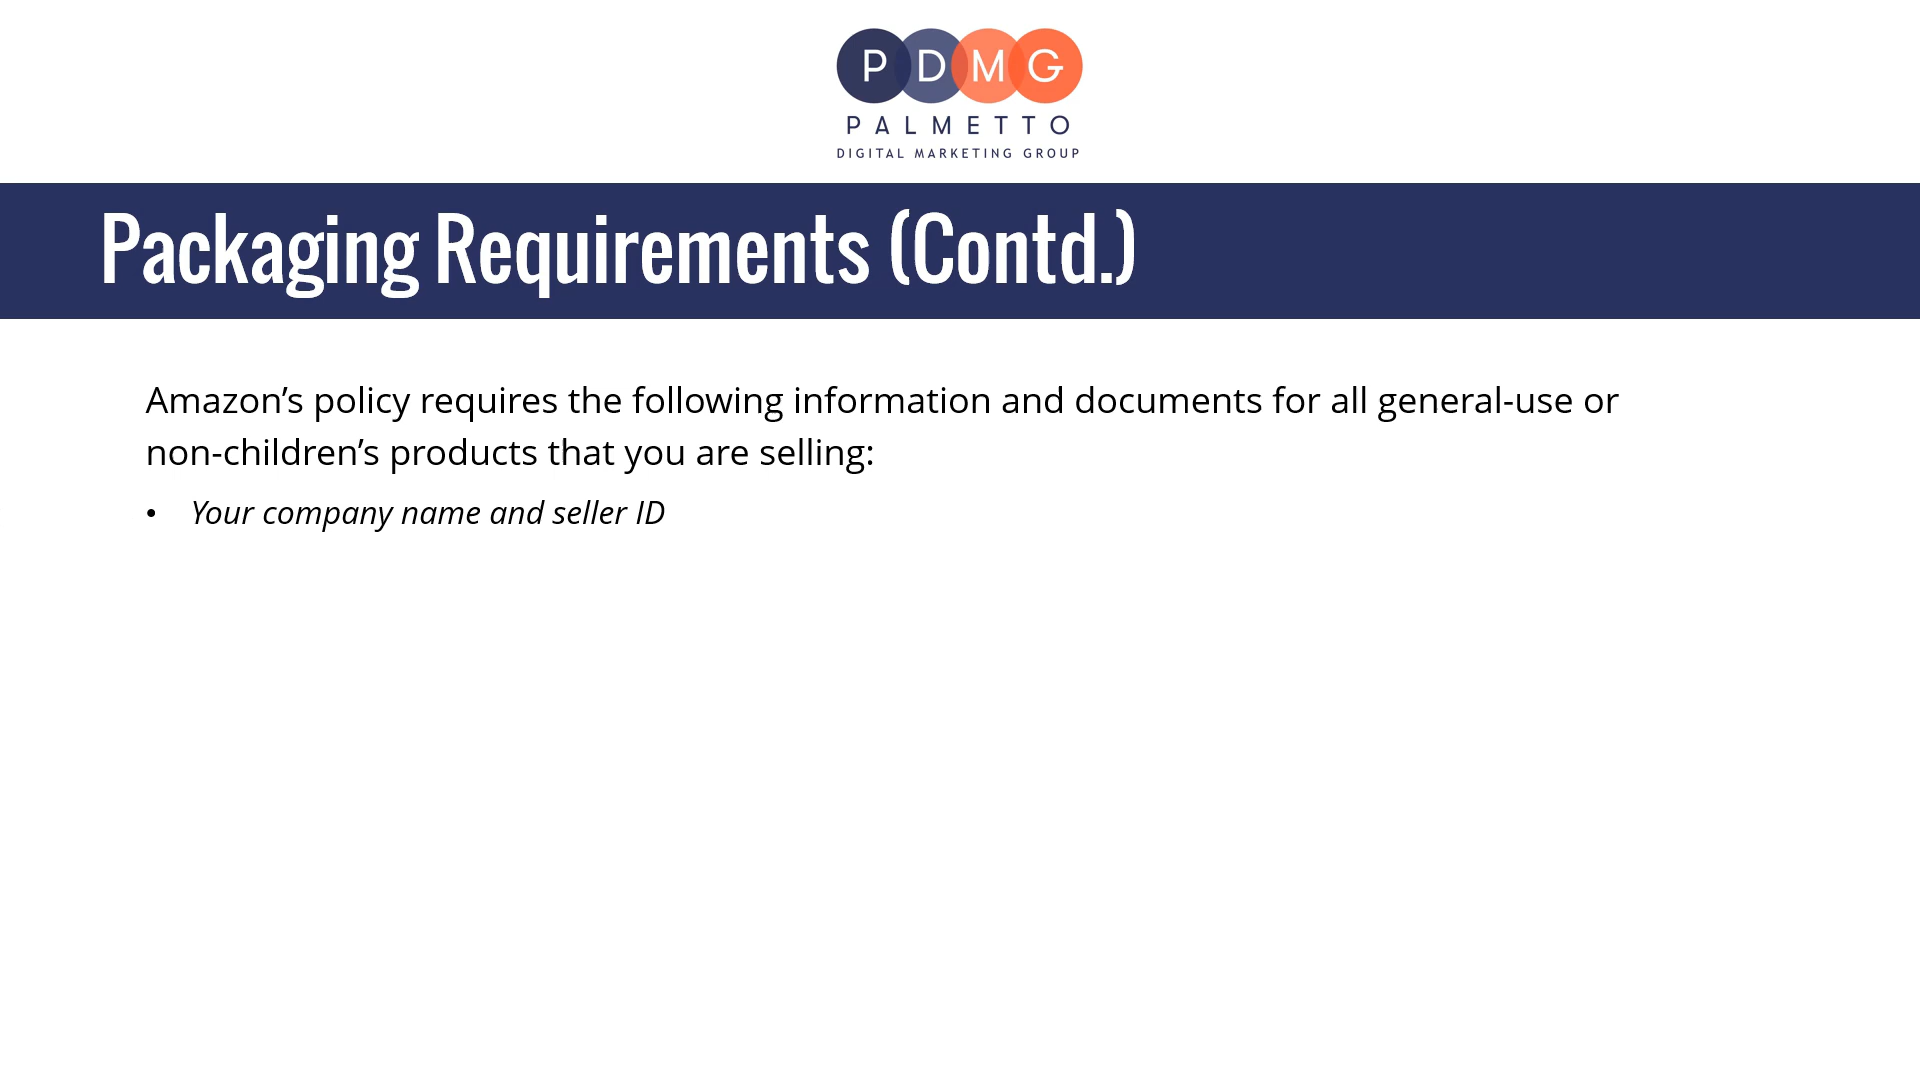 P D M G
PALMETTO
DIGITAL MARKETING GROUP
Packaging Requirements (Contd.)
Amazon’s policy requires the following information and documents for all general-use or
non-children’s products that you are selling:
• Your company name and seller ID